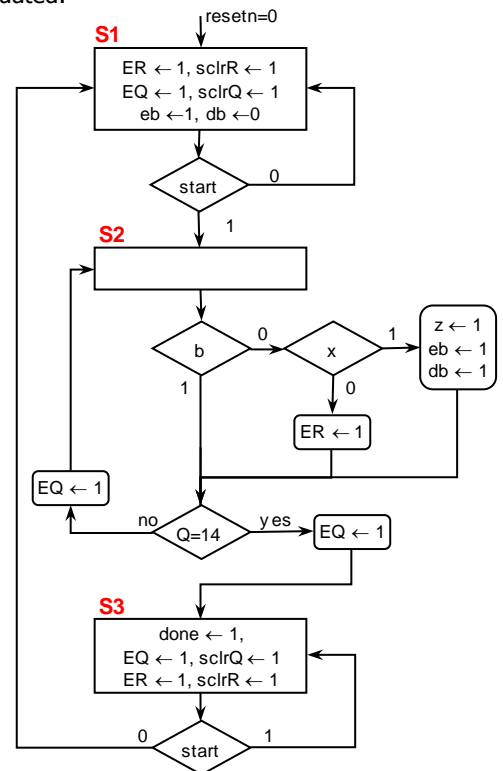 resetn=0
S1
ER ← 1, sclrR ← 1
EQ ← 1, sclrQ ← 1
eb ←1, db ←0
start
0
1
S2
b
0
x
1
z ← 1
eb ← 1
db ← 1
1
0
ER ← 1
EQ ← 1
no
Q=14
yes
EQ ← 1
S3
done ← 1,
EQ ← 1, sclrQ ← 1
ER ← 1, sclrR ← 1
0
start
1